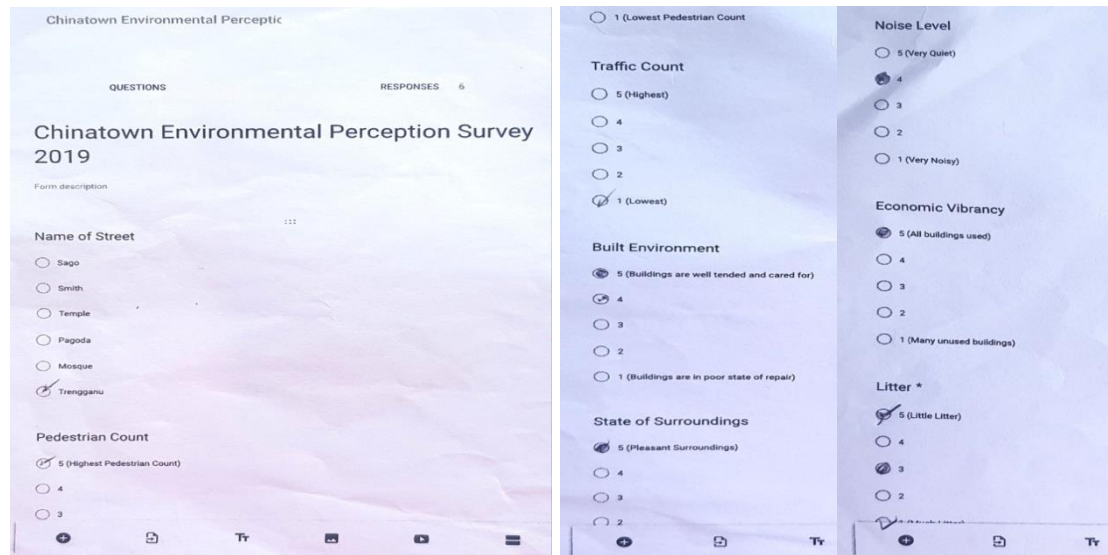 Chinatown Environmental Perceptic
QUESTIONS RESPONSES 6
Chinatown Environmental Perception Survey
2019
Form description
Name of Street
Sago
Smith
Temple
Pagoda
Mosque
Trengganu
Pedestrian Count
5 (Highest Pedestrian Count)
4
3
Tт
1 (Lowest Pedestrian Count
Traffic Count
5 (Highest)
4
3
2
1 (Lowest)
Built Environment
5 (Buildings are well tended and cared for)
4
3
2
1 (Buildings are in poor state of repair)
State of Surroundings
5 (Pleasant Surroundings)
4
3
2
Tт
Noise Level
5 (Very Quiet)
4
3
2
1 (Very Noisy)
Economic Vibrancy
5 (All buildings used)
4
3
2
1 (Many unused buildings)
Litter *
5 (Little Litter)
4
3
2
Tт